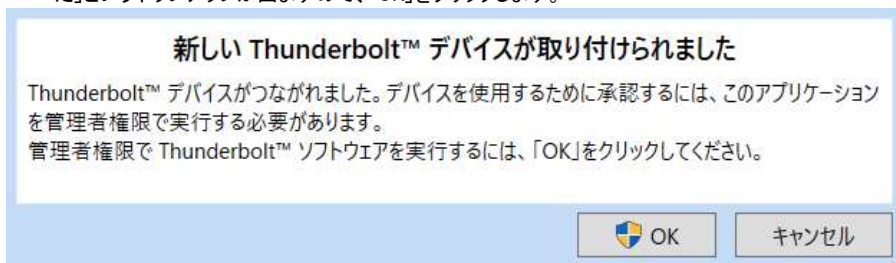 新しい Thunderbolt™ デバイスが取り付けられました
Thunderbolt™ デバイスがつながれました。デバイスを使用するために承認するには、このアプリケーション
を管理者権限で実行する必要があります。
管理者権限で Thunderbolt™ ソフトウェアを実行するには、「OK」をクリックしてください。
OK
キャンセル